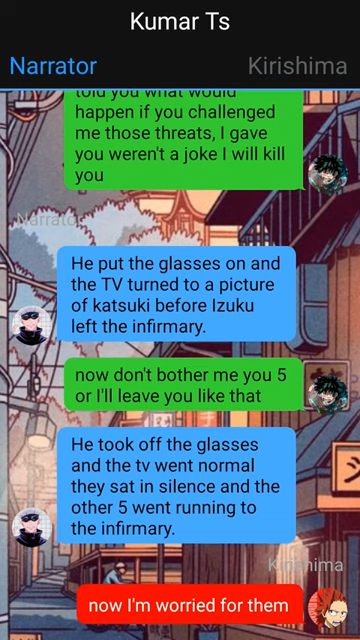 Kumar Ts
Narrator
Kirishima
told you what would
happen if you challenged
me those threats, I gave
you weren't a joke I will kill
you
Narrator
He put the glasses on and
the TV turned to a picture
of katsuki before Izuku
left the infirmary.
now don't bother me you 5
or I'll leave you like that
He took off the glasses
and the tv went normal
they sat in silence and the
other 5 went running to
the infirmary.
Kirishima
now I'm worried for them